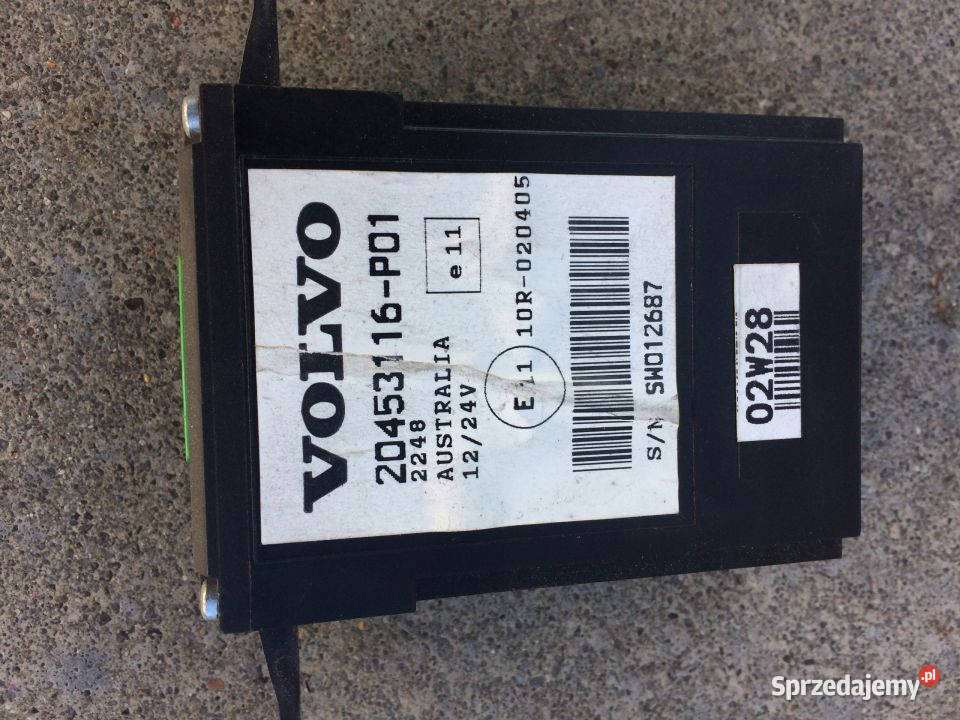 VOLVO
20453116-P01
2248
AUSTRALIA
12/24V
e 11
E 11 10R-020405
S/N SW012687
02W28
Sprzedajemy.pl